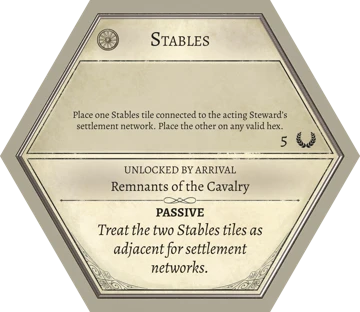 STABLES
Place one Stables tile connected to the acting Steward's
settlement network. Place the other on any valid hex.
5
UNLOCKED BY ARRIVAL
Remnants of the Cavalry
PASSIVE
Treat the two Stables tiles as
adjacent for settlement
networks.